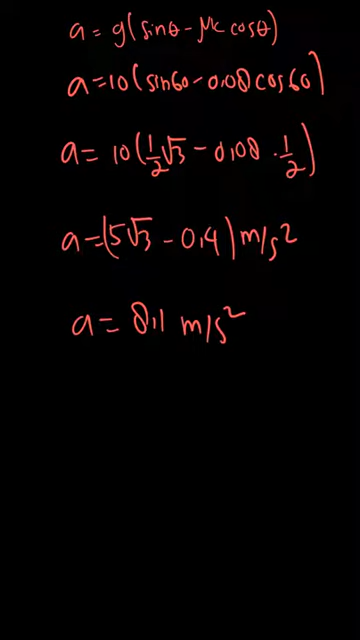 a = g(sinθ - μk cosθ)
a = 10(sin60 - 0,08 cos60)
a = 10(1/2√3 - 0,08 · 1/2)
a = (5√3 - 0,4) m/s²
a = 8,1 m/s²